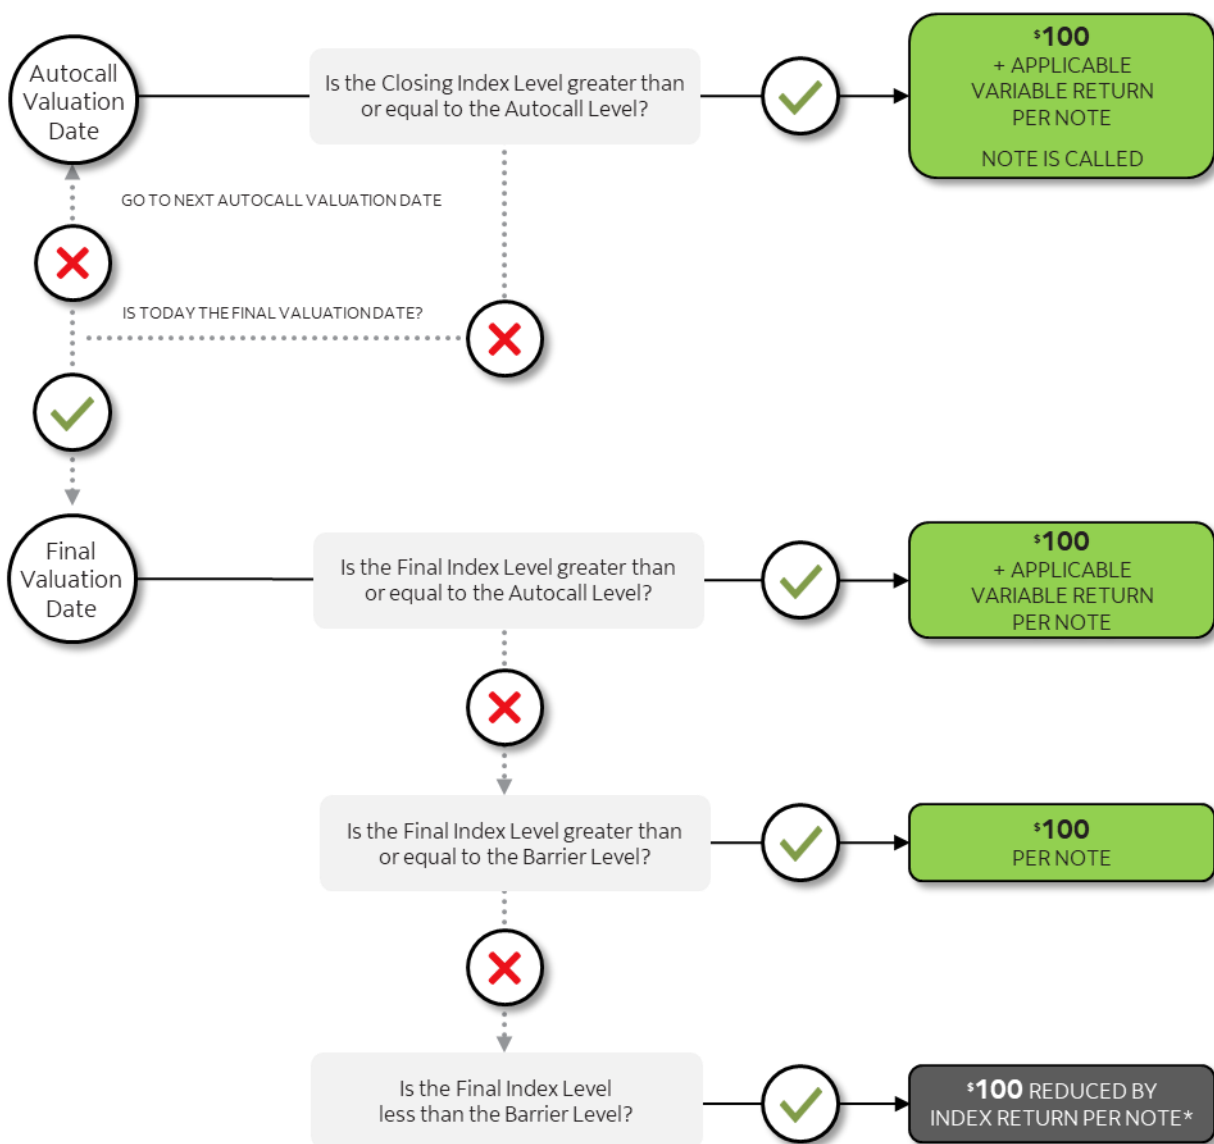 Autocall
Valuation
Date
Is the Closing Index Level greater than
or equal to the Autocall Level?
$100
+ APPLICABLE
VARIABLE RETURN
PER NOTE
NOTE IS CALLED
GO TO NEXT AUTOCALL VALUATION DATE
IS TODAY THE FINAL VALUATION DATE?
Final
Valuation
Date
Is the Final Index Level greater than
or equal to the Autocall Level?
$100
+ APPLICABLE
VARIABLE RETURN
PER NOTE
Is the Final Index Level greater than
or equal to the Barrier Level?
$100
PER NOTE
Is the Final Index Level
less than the Barrier Level?
$100 REDUCED BY
INDEX RETURN PER NOTE*